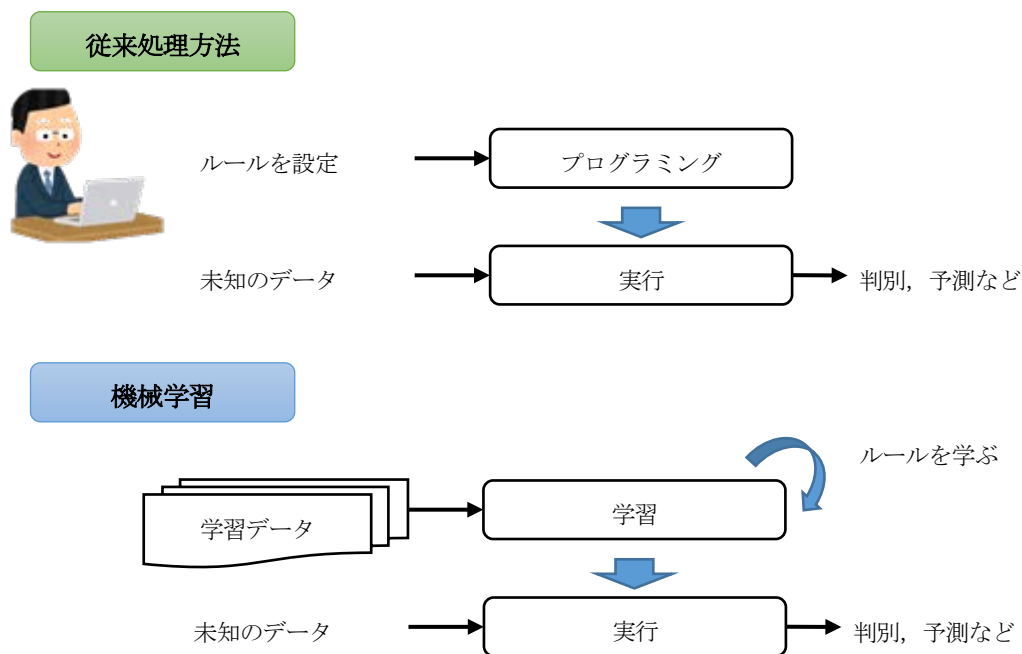 従来処理方法
ルールを設定
プログラミング
未知のデータ
実行
判別，予測など
機械学習
ルールを学ぶ
学習データ
学習
未知のデータ
実行
判別，予測など